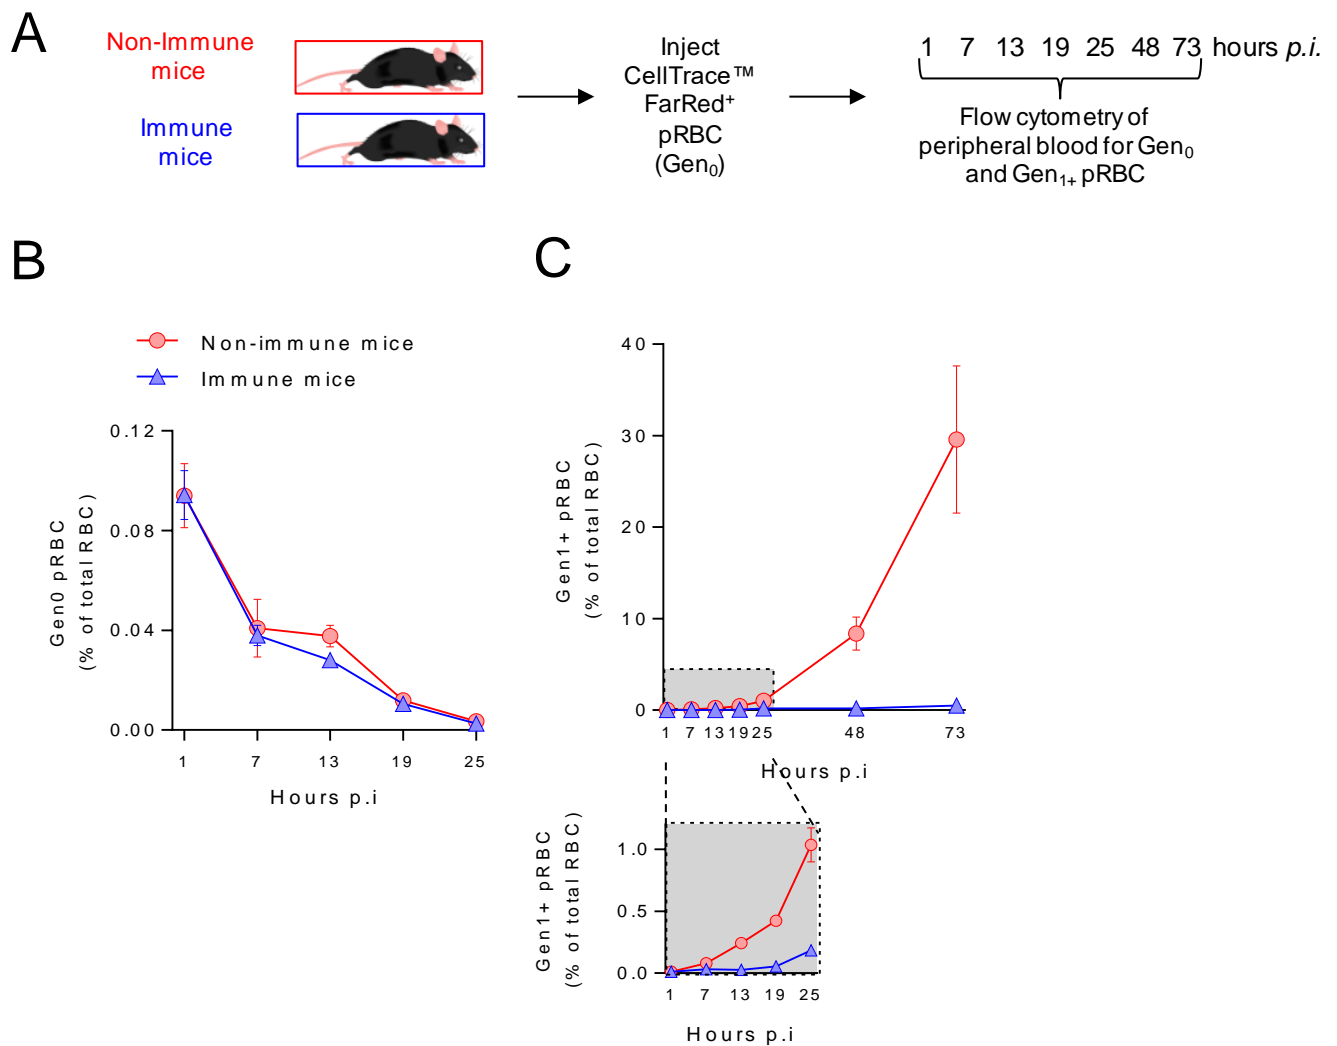 A
Non-Immune
mice
Immune
mice
Inject
CellTrace™
FarRed⁺
pRBC
(Gen₀)
1 7 13 19 25 48 73 hours p.i.
Flow cytometry of
peripheral blood for Gen₀
and Gen₁₊ pRBC
B
Non-immune mice
Immune mice
Gen0 pRBC
(% of total RBC)
0.12
0.08
0.04
0.00
1 7 13 19 25
Hours p.i
C
Gen1+ pRBC
(% of total RBC)
40
30
20
10
0
1 7 13 19 25 48 73
Hours p.i
Gen1+ pRBC
(% of total RBC)
1.0
0.5
0.0
1 7 13 19 25
Hours p.i